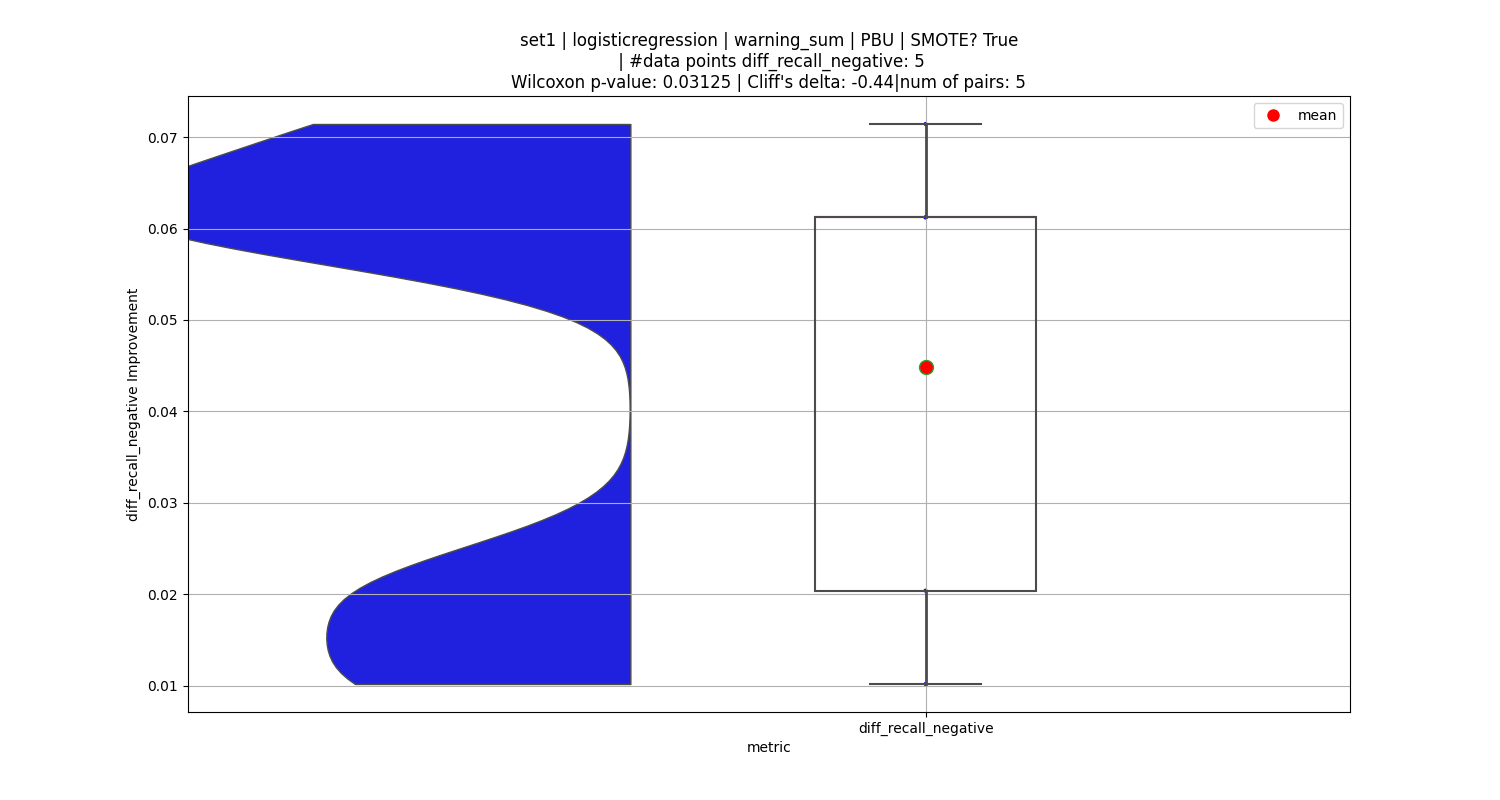 set1 | logisticregression | warning_sum | PBU | SMOTE? True
| #data points diff_recall_negative: 5
Wilcoxon p-value: 0.03125 | Cliff's delta: -0.44|num of pairs: 5
mean
0.07
0.06
0.05
0.04
0.03
0.02
0.01
diff_recall_negative Improvement
diff_recall_negative
metric